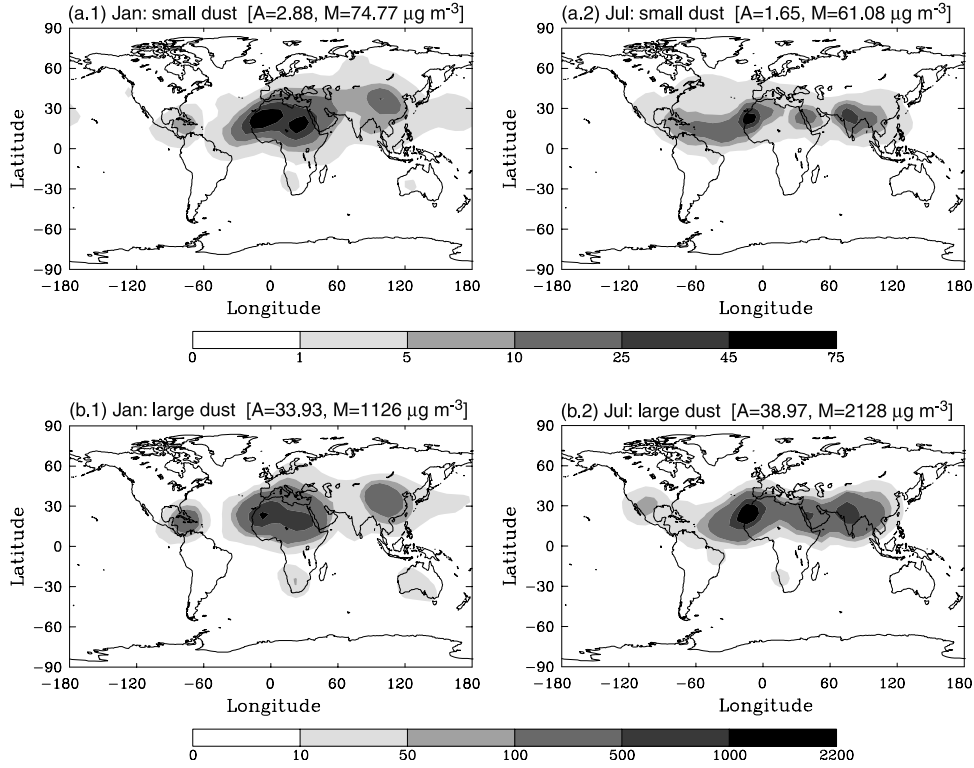 (a.1) Jan: small dust [A=2.88, M=74.77 μg m-3]
(a.2) Jul: small dust [A=1.65, M=61.08 μg m-3]
90
60
30
0
−30
−60
−90
Latitude
−180 −120 −60 0 60 120 180
Longitude
90
60
30
0
−30
−60
−90
Latitude
−180 −120 −60 0 60 120 180
Longitude
0 1 5 10 25 45 75
(b.1) Jan: large dust [A=33.93, M=1126 μg m-3]
(b.2) Jul: large dust [A=38.97, M=2128 μg m-3]
90
60
30
0
−30
−60
−90
Latitude
−180 −120 −60 0 60 120 180
Longitude
90
60
30
0
−30
−60
−90
Latitude
−180 −120 −60 0 60 120 180
Longitude
0 10 50 100 500 1000 2200